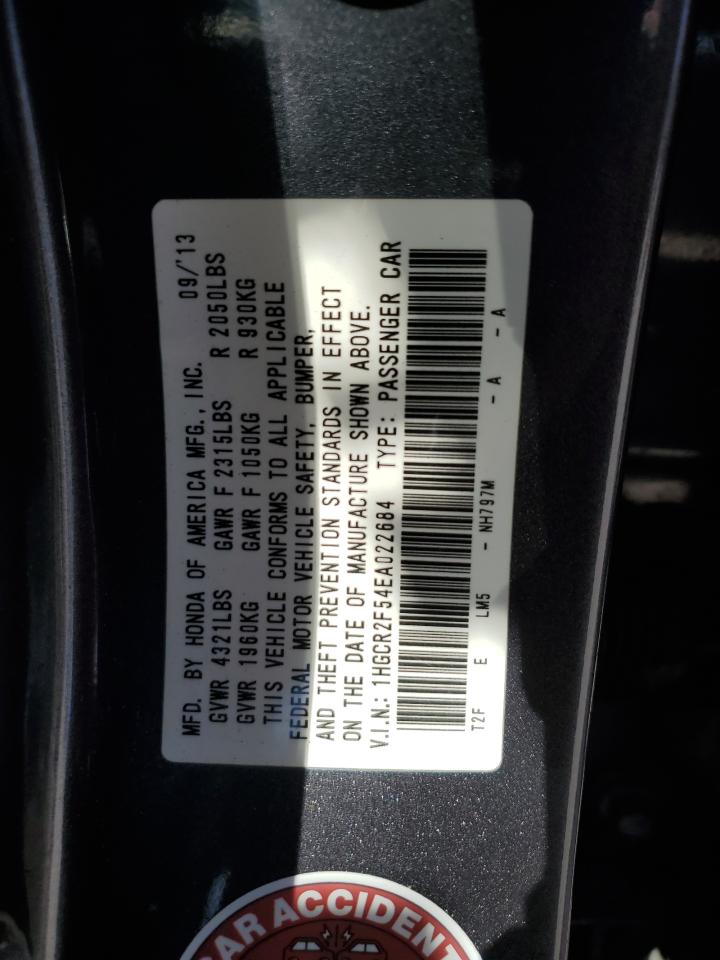 MFD. BY HONDA OF AMERICA MFG., INC. 09/'13
GVWR 4321LBS GAWR F 2315LBS R 2050LBS
GVWR 1960KG GAWR F 1050KG R 930KG
THIS VEHICLE CONFORMS TO ALL APPLICABLE
FEDERAL MOTOR VEHICLE SAFETY, BUMPER,
AND THEFT PREVENTION STANDARDS IN EFFECT
ON THE DATE OF MANUFACTURE SHOWN ABOVE.
V.I.N.: 1HGCR2F54EA022684 TYPE: PASSENGER CAR
T2F E LM5 - NH797M - A - A
CAR ACCIDENT